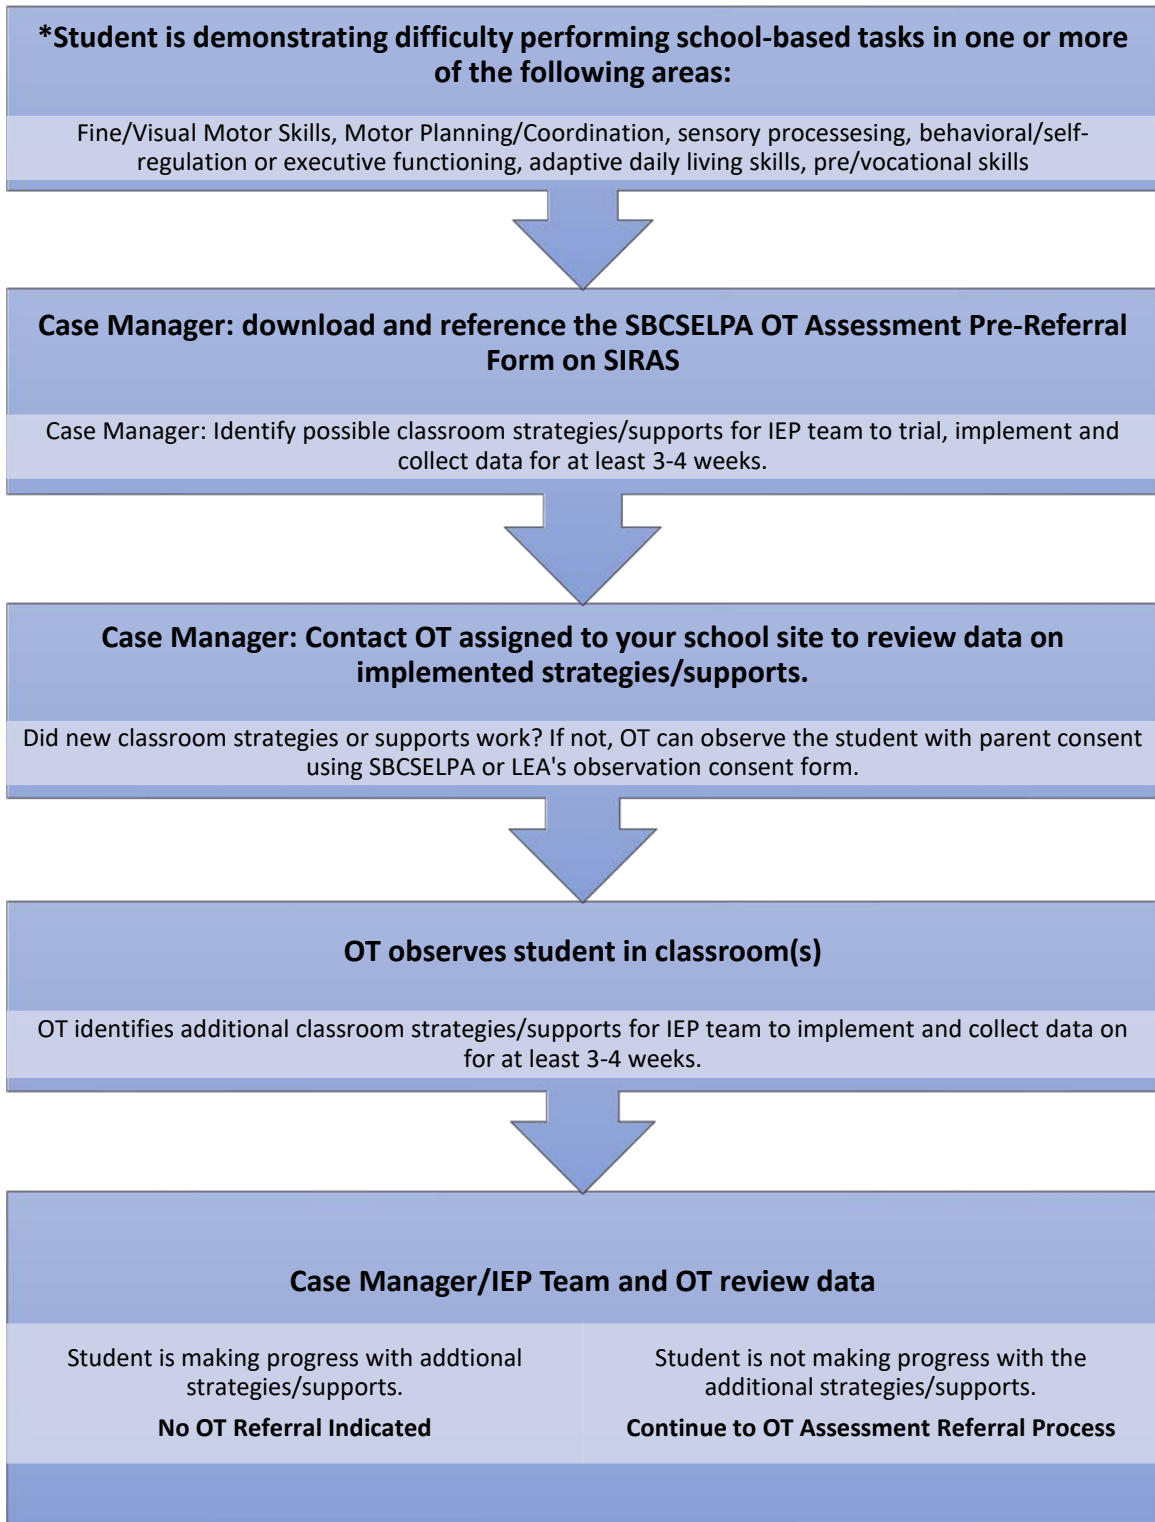 *Student is demonstrating difficulty performing school-based tasks in one or more
of the following areas:
Fine/Visual Motor Skills, Motor Planning/Coordination, sensory processesing, behavioral/self-
regulation or executive functioning, adaptive daily living skills, pre/vocational skills
Case Manager: download and reference the SBCSELPA OT Assessment Pre-Referral
Form on SIRAS
Case Manager: Identify possible classroom strategies/supports for IEP team to trial, implement and
collect data for at least 3-4 weeks.
Case Manager: Contact OT assigned to your school site to review data on
implemented strategies/supports.
Did new classroom strategies or supports work? If not, OT can observe the student with parent consent
using SBCSELPA or LEA's observation consent form.
OT observes student in classroom(s)
OT identifies additional classroom strategies/supports for IEP team to implement and collect data on
for at least 3-4 weeks.
Case Manager/IEP Team and OT review data
Student is making progress with addtional
strategies/supports.
No OT Referral Indicated
Student is not making progress with the
additional strategies/supports.
Continue to OT Assessment Referral Process